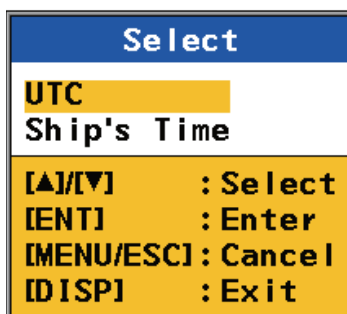 Select
UTC
Ship's Time
[▲]/[▼] :Select
[ENT] :Enter
[MENU/ESC]:Cancel
[DISP] :Exit